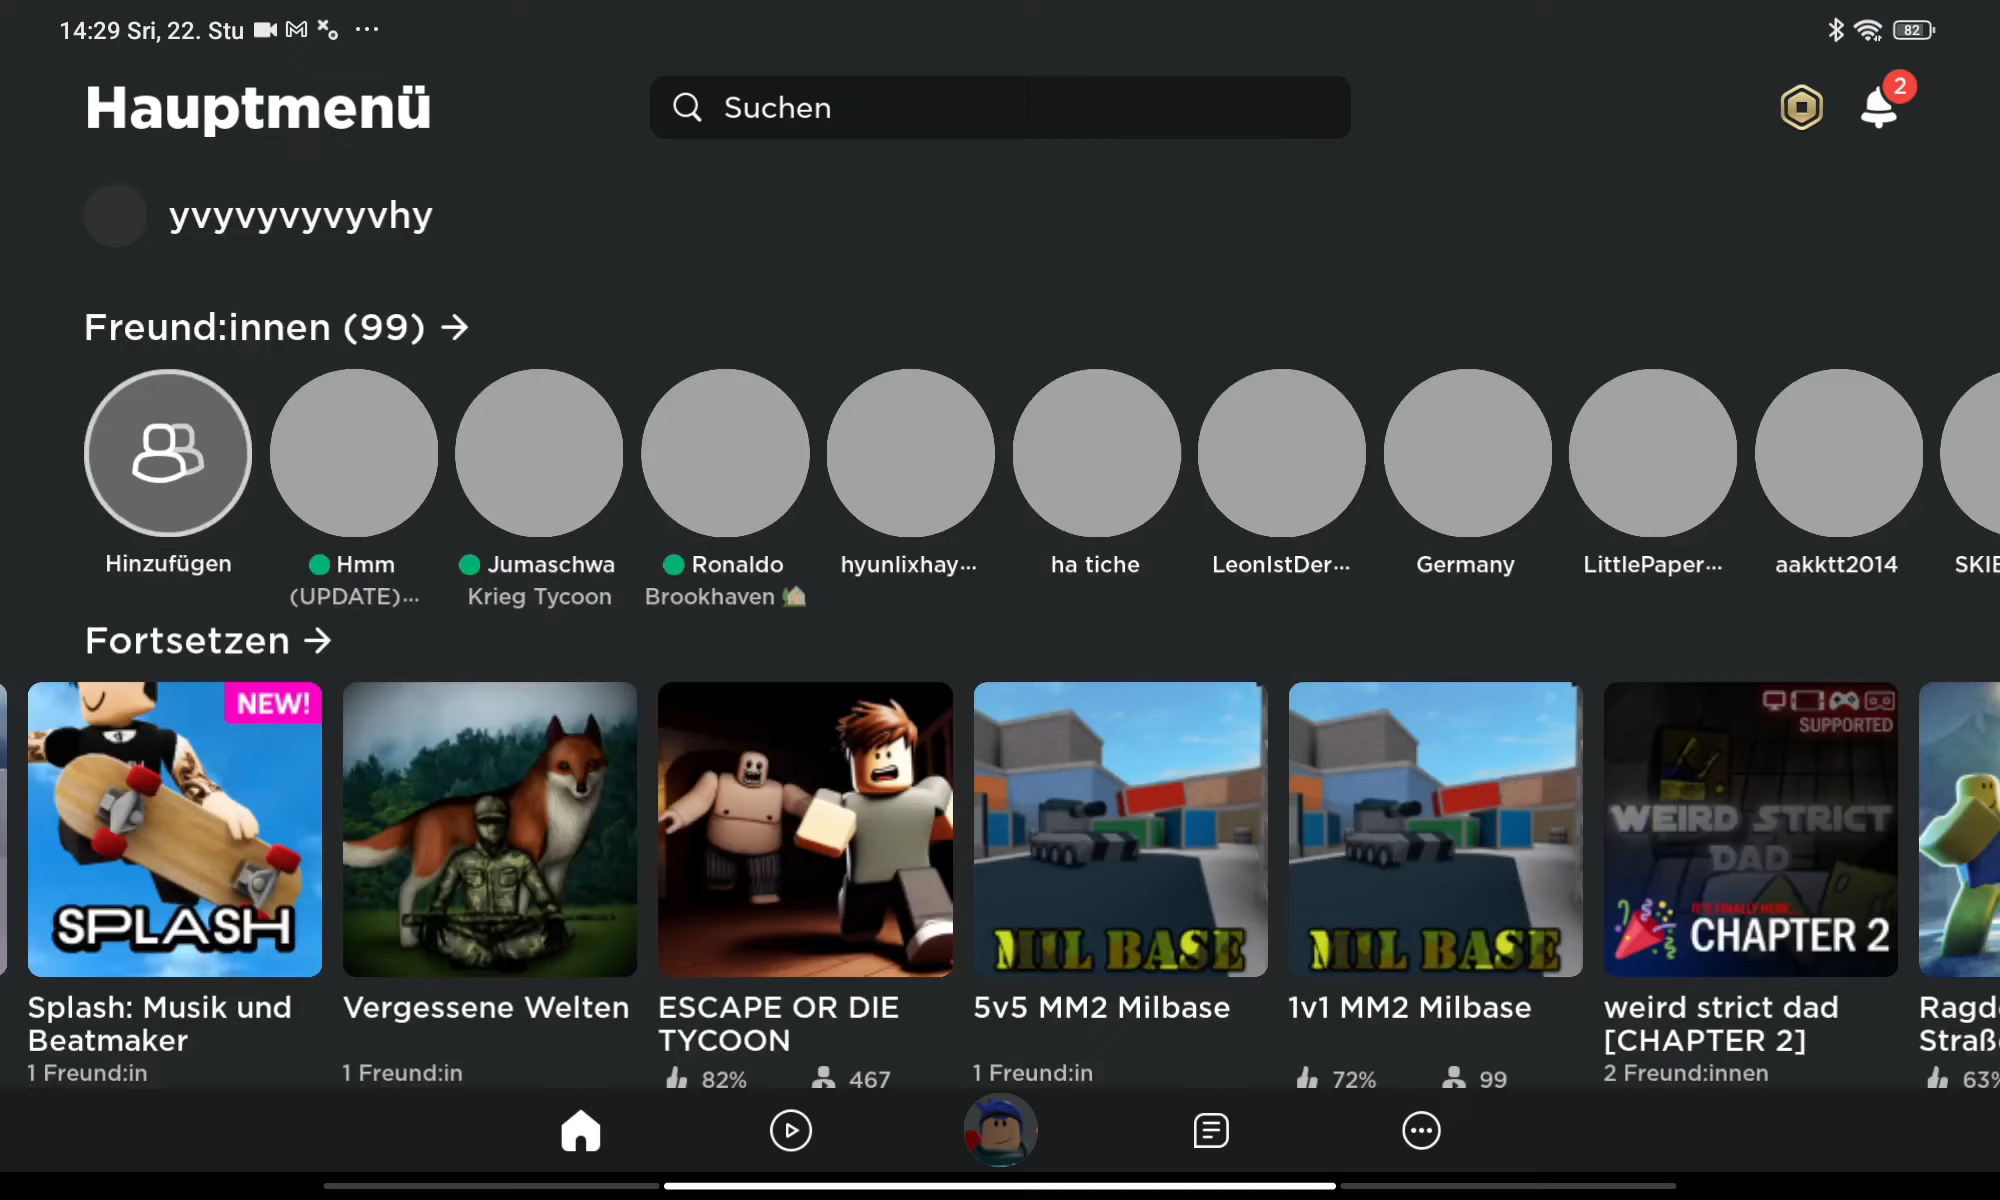 14:29 Sri, 22. Stu
82
Hauptmenü
Suchen
2
yvyvyvyvyvhy
Freund:innen (99) →
Hinzufügen
Hmm
(UPDATE)...
Jumaschwa
Krieg Tycoon
Ronaldo
Brookhaven
hyunlixhay...
ha tiche
LeonIstDer...
Germany
LittlePaper...
aakktt2014
SKIE
Fortsetzen →
NEW!
SPLASH
MIL BASE
MIL BASE
SUPPORTED
WEIRD STRICT
DAD
IT'S FINALLY HERE...
CHAPTER 2
Splash: Musik und
Beatmaker
1 Freund:in
Vergessene Welten
1 Freund:in
ESCAPE OR DIE
TYCOON
82% 467
5v5 MM2 Milbase
1 Freund:in
1v1 MM2 Milbase
72% 99
weird strict dad
[CHAPTER 2]
2 Freund:innen
Ragd
Straß
63%